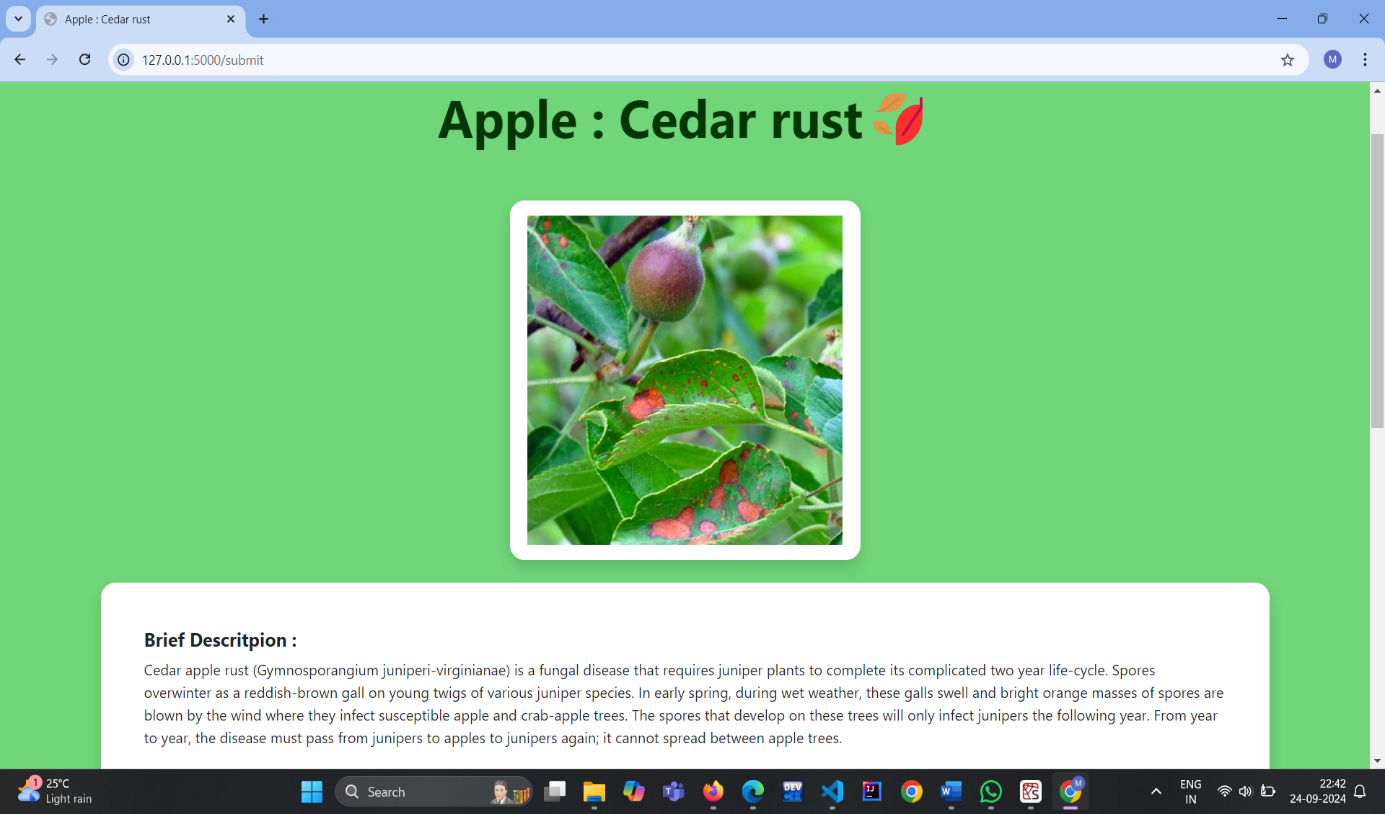 Apple : Cedar rust
127.0.0.1:5000/submit
M
Apple : Cedar rust
Brief Descritpion :
Cedar apple rust (Gymnosporangium juniperi-virginianae) is a fungal disease that requires juniper plants to complete its complicated two year life-cycle. Spores
overwinter as a reddish-brown gall on young twigs of various juniper species. In early spring, during wet weather, these galls swell and bright orange masses of spores are
blown by the wind where they infect susceptible apple and crab-apple trees. The spores that develop on these trees will only infect junipers the following year. From year
to year, the disease must pass from junipers to apples to junipers again; it cannot spread between apple trees.
1
25°C
Light rain
Search
DEV
IJ
W
M
ENG
IN
22:42
24-09-2024